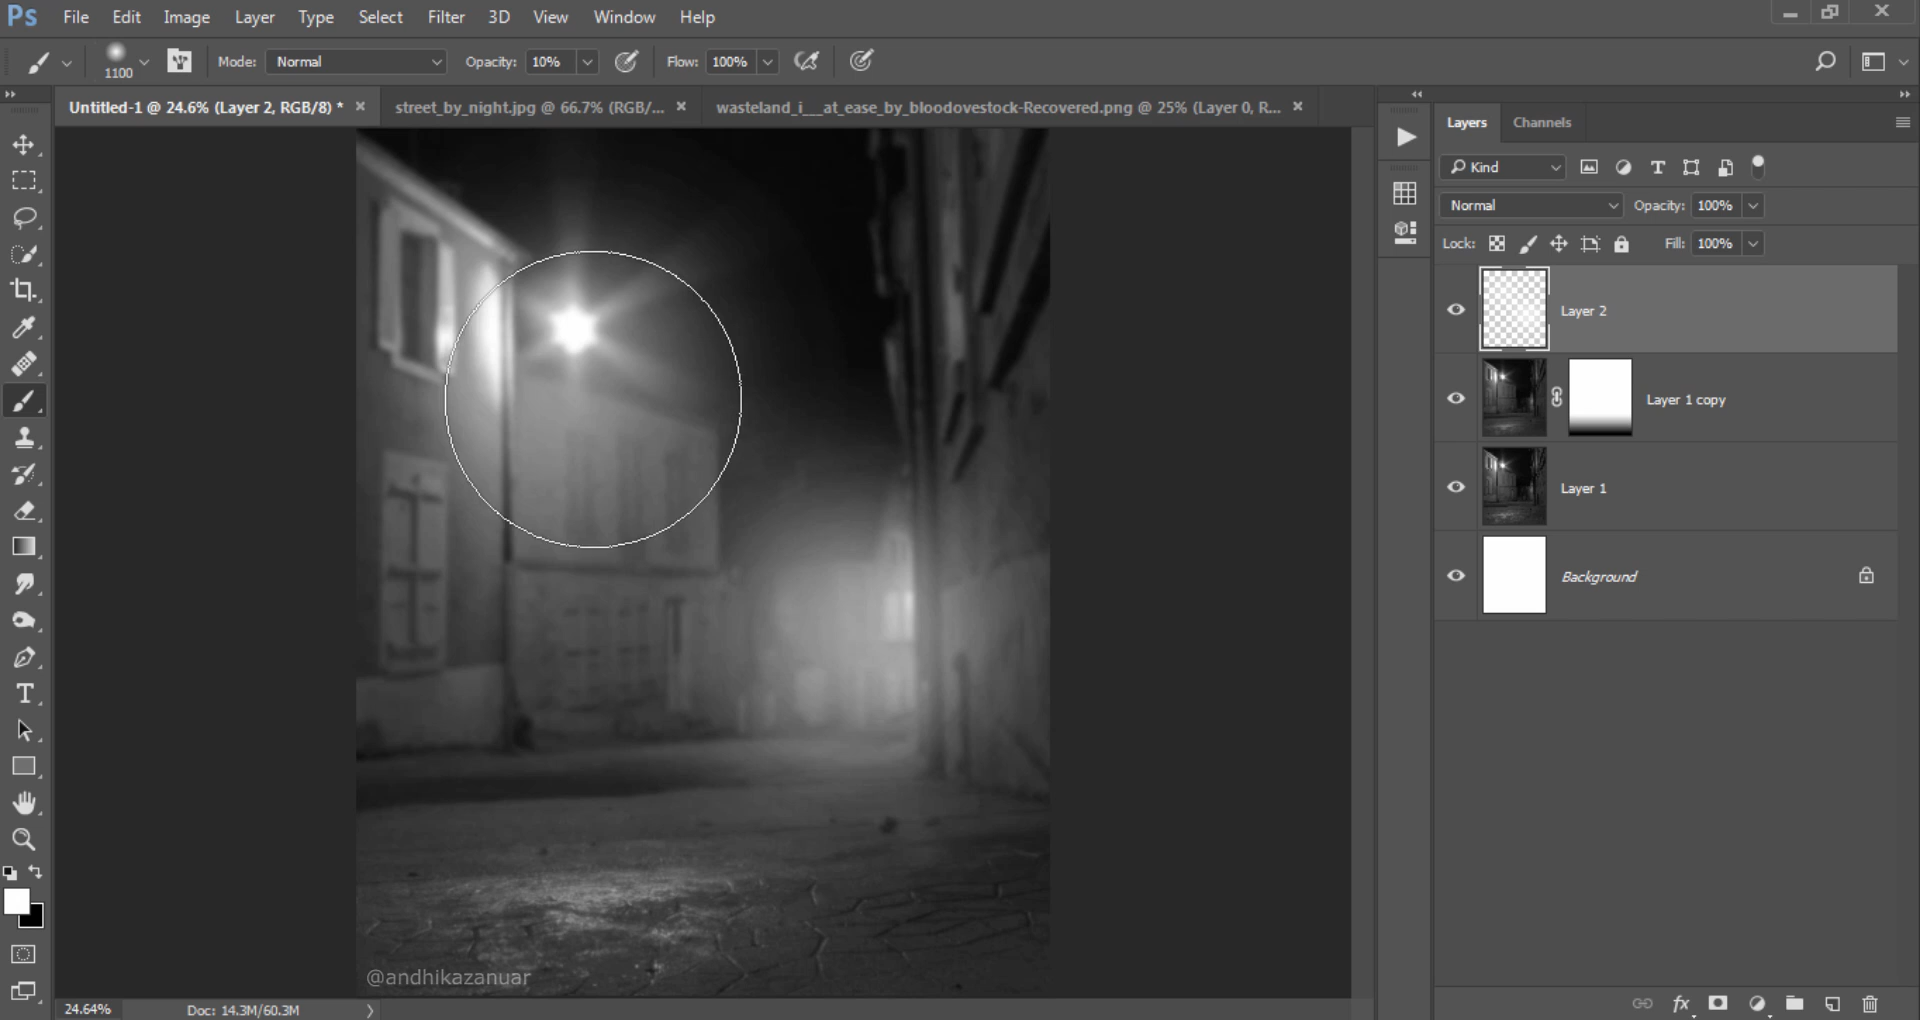 Ps File Edit Image Layer Type Select Filter 3D View Window Help
1100 Mode: Normal Opacity: 10% Flow: 100%
Untitled-1 @ 24.6% (Layer 2, RGB/8) * street_by_night.jpg @ 66.7% (RGB/... wasteland_i___at_ease_by_bloodovestock-Recovered.png @ 25% (Layer 0, R...
Layers Channels
Kind
Normal Opacity: 100%
Lock: Fill: 100%
Layer 2
Layer 1 copy
Layer 1
Background
@andhikazanuar
24.64% Doc: 14.3M/60.3M